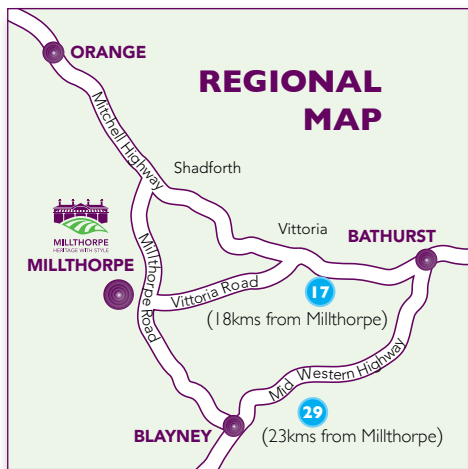 ORANGE
REGIONAL
MAP
Mitchell Highway
Shadforth
MILLTHORPE
HERITAGE WITH STYLE
Vittoria
BATHURST
MILLTHORPE
Millthorpe Road
Vittoria Road
17
(18kms from Millthorpe)
Mid Western Highway
29
BLAYNEY
(23kms from Millthorpe)